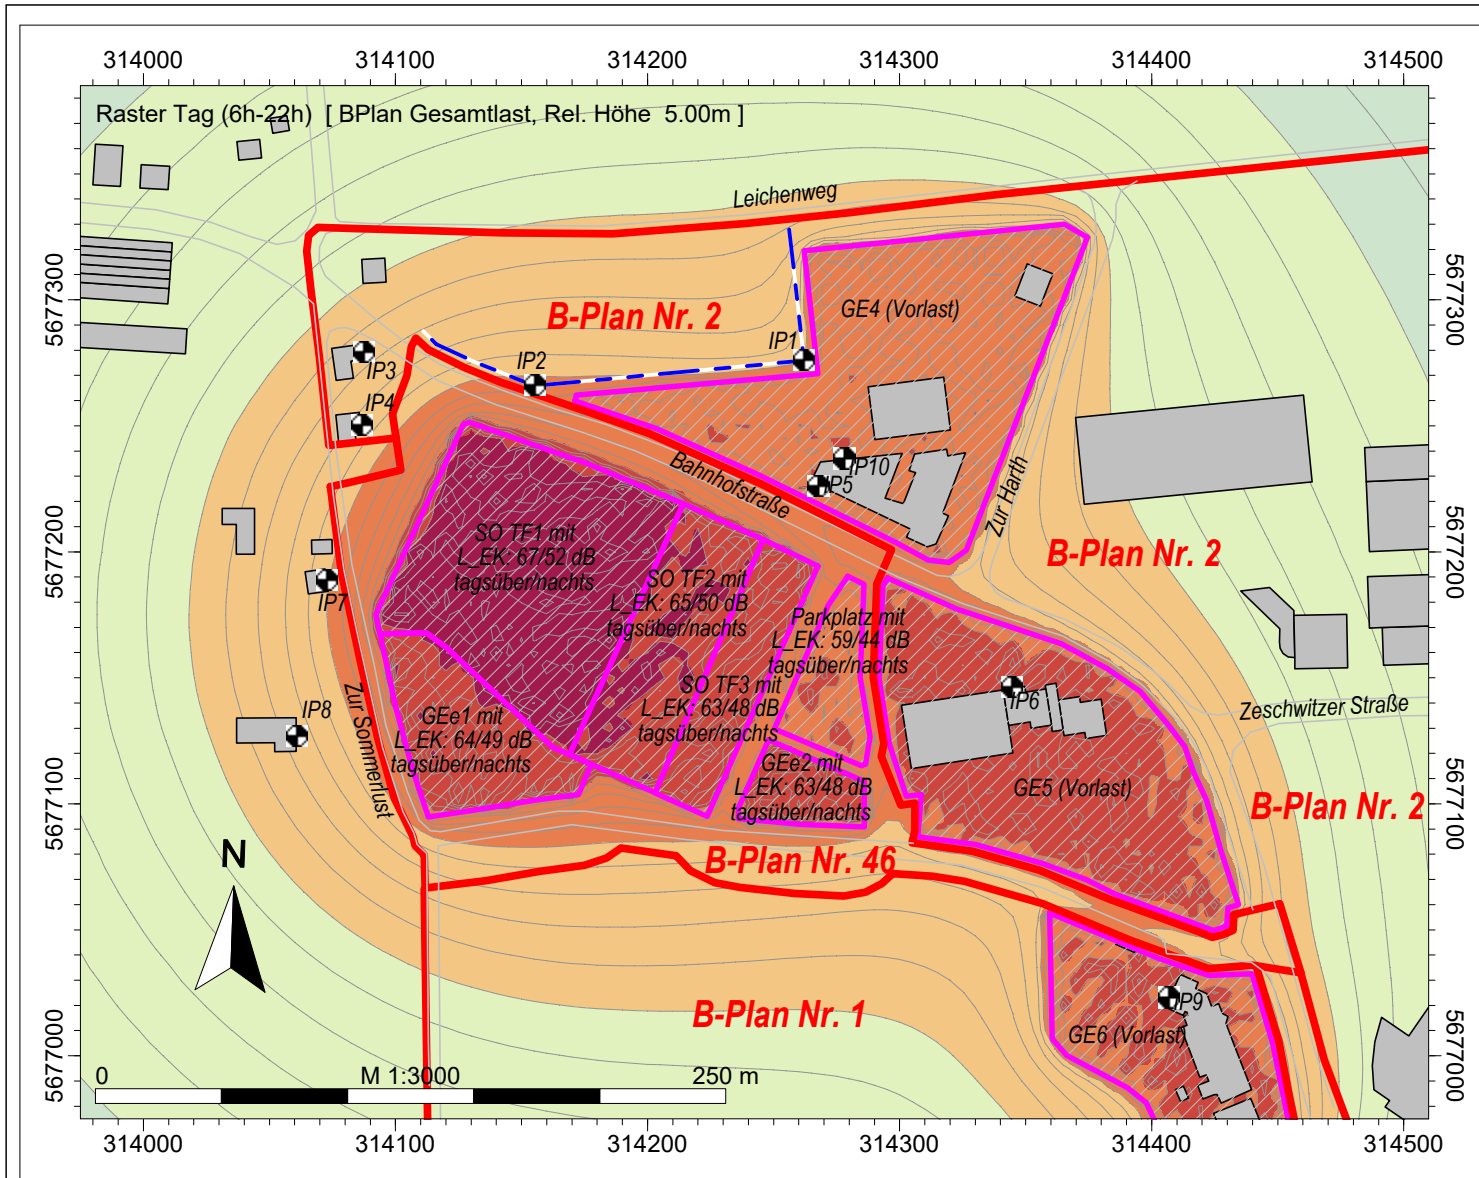 314000 314100 314200 314300 314400 314500
Raster Tag (6h-22h) [ BPlan Gesamtlast, Rel. Höhe 5.00m ]
Leichenweg
5677300
5677300
B-Plan Nr. 2
GE4 (Vorlast)
IP1
IP2
IP3
IP4
Bahnhofstraße
IP10
IP5
Zur Harth
5677200
5677200
B-Plan Nr. 2
SO TF1 mit
L_EK: 67/52 dB
tagsüber/nachts
SO TF2 mit
L_EK: 65/50 dB
tagsüber/nachts
IP7
Parkplatz mit
L_EK: 59/44 dB
tagsüber/nachts
SO TF3 mit
L_EK: 63/48 dB
tagsüber/nachts
IP6
IP8
Zur Sommerlust
GEe1 mit
L_EK: 64/49 dB
tagsüber/nachts
Zeschwitzer Straße
GEe2 mit
L_EK: 63/48 dB
tagsüber/nachts
GE5 (Vorlast)
5677100
5677100
B-Plan Nr. 2
B-Plan Nr. 46
N
IP9
B-Plan Nr. 1
GE6 (Vorlast)
5677000
5677000
0 M 1:3000 250 m
314000 314100 314200 314300 314400 314500